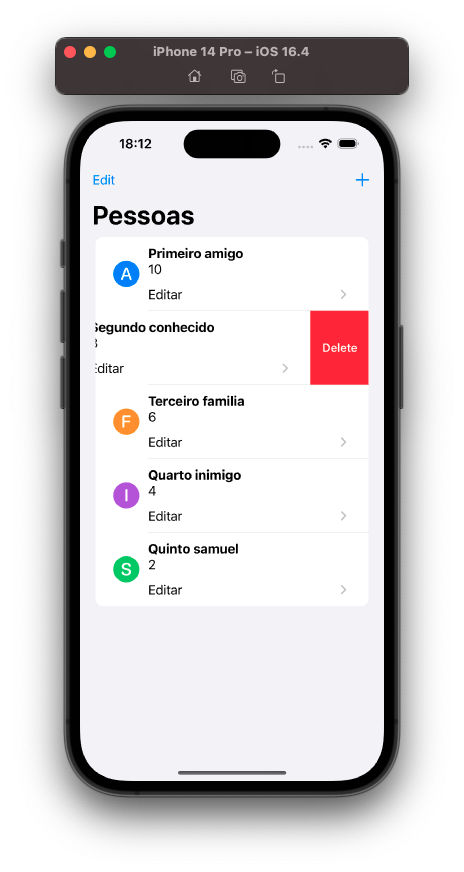 iPhone 14 Pro – iOS 16.4
18:12
Edit
+
Pessoas
A
Primeiro amigo
10
Editar
Segundo conhecido
8
Editar
Delete
F
Terceiro familia
6
Editar
I
Quarto inimigo
4
Editar
S
Quinto samuel
2
Editar